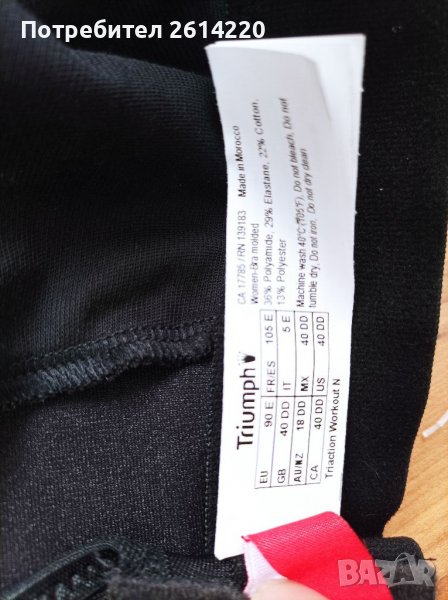 Потребител 2614220
CA 17785 / RN 139183 Made in Morocco
Women-Bra molded
36% Polyamide, 29% Elastane, 22% Cotton,
13% Polyester
Machine wash 40°C (105°F), Do not bleach, Do not
tumble dry, Do not iron, Do not dry clean
Triumph
EU 90 E FR/ES 105 E
GB 40 DD IT 5 E
AU/NZ 18 DD MX 40 DD
CA 40 DD US 40 DD
Triaction Workout N
BAZAR